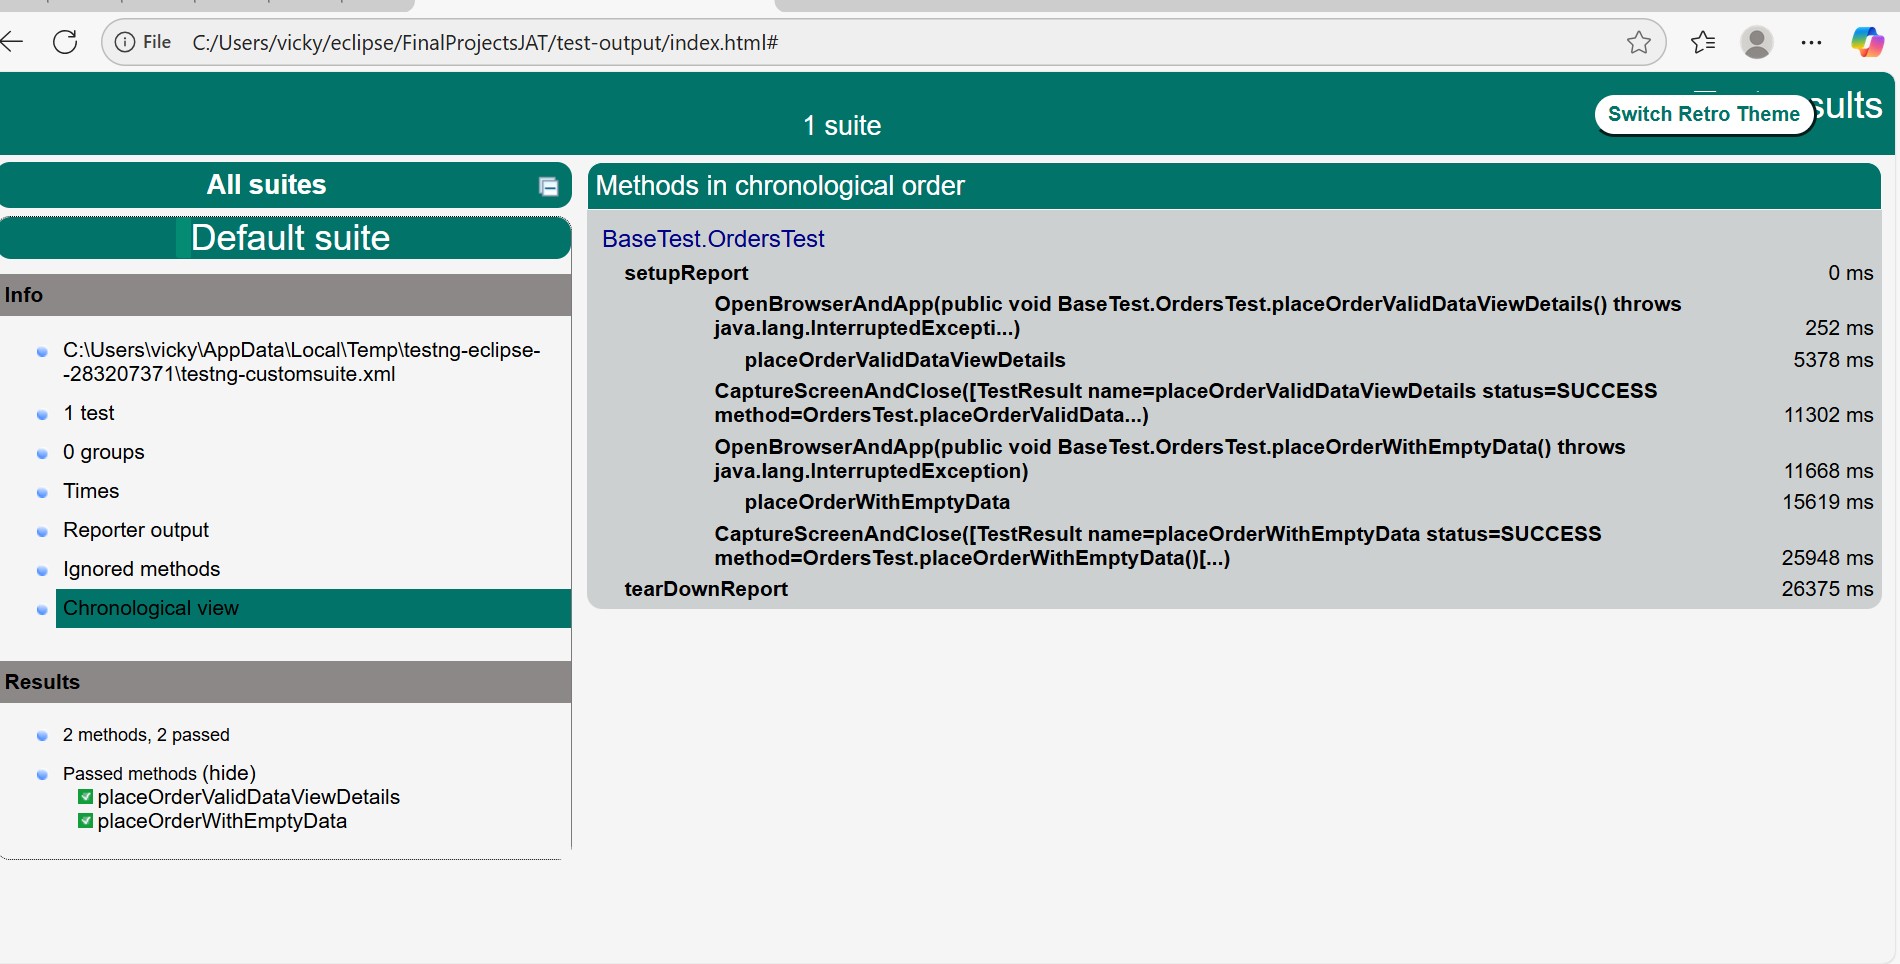 File C:/Users/vicky/eclipse/FinalProjectsJAT/test-output/index.html#
1 suite
Switch Retro Theme
sults
All suites
Default suite
Info
C:\Users\vicky\AppData\Local\Temp\testng-eclipse-
-283207371\testng-customsuite.xml
1 test
0 groups
Times
Reporter output
Ignored methods
Chronological view
Results
2 methods, 2 passed
Passed methods (hide)
placeOrderValidDataViewDetails
placeOrderWithEmptyData
Methods in chronological order
BaseTest.OrdersTest
setupReport 0 ms
OpenBrowserAndApp(public void BaseTest.OrdersTest.placeOrderValidDataViewDetails() throws
java.lang.InterruptedExcepti...) 252 ms
placeOrderValidDataViewDetails 5378 ms
CaptureScreenAndClose([TestResult name=placeOrderValidDataViewDetails status=SUCCESS
method=OrdersTest.placeOrderValidData...) 11302 ms
OpenBrowserAndApp(public void BaseTest.OrdersTest.placeOrderWithEmptyData() throws
java.lang.InterruptedException) 11668 ms
placeOrderWithEmptyData 15619 ms
CaptureScreenAndClose([TestResult name=placeOrderWithEmptyData status=SUCCESS
method=OrdersTest.placeOrderWithEmptyData()[...) 25948 ms
tearDownReport 26375 ms